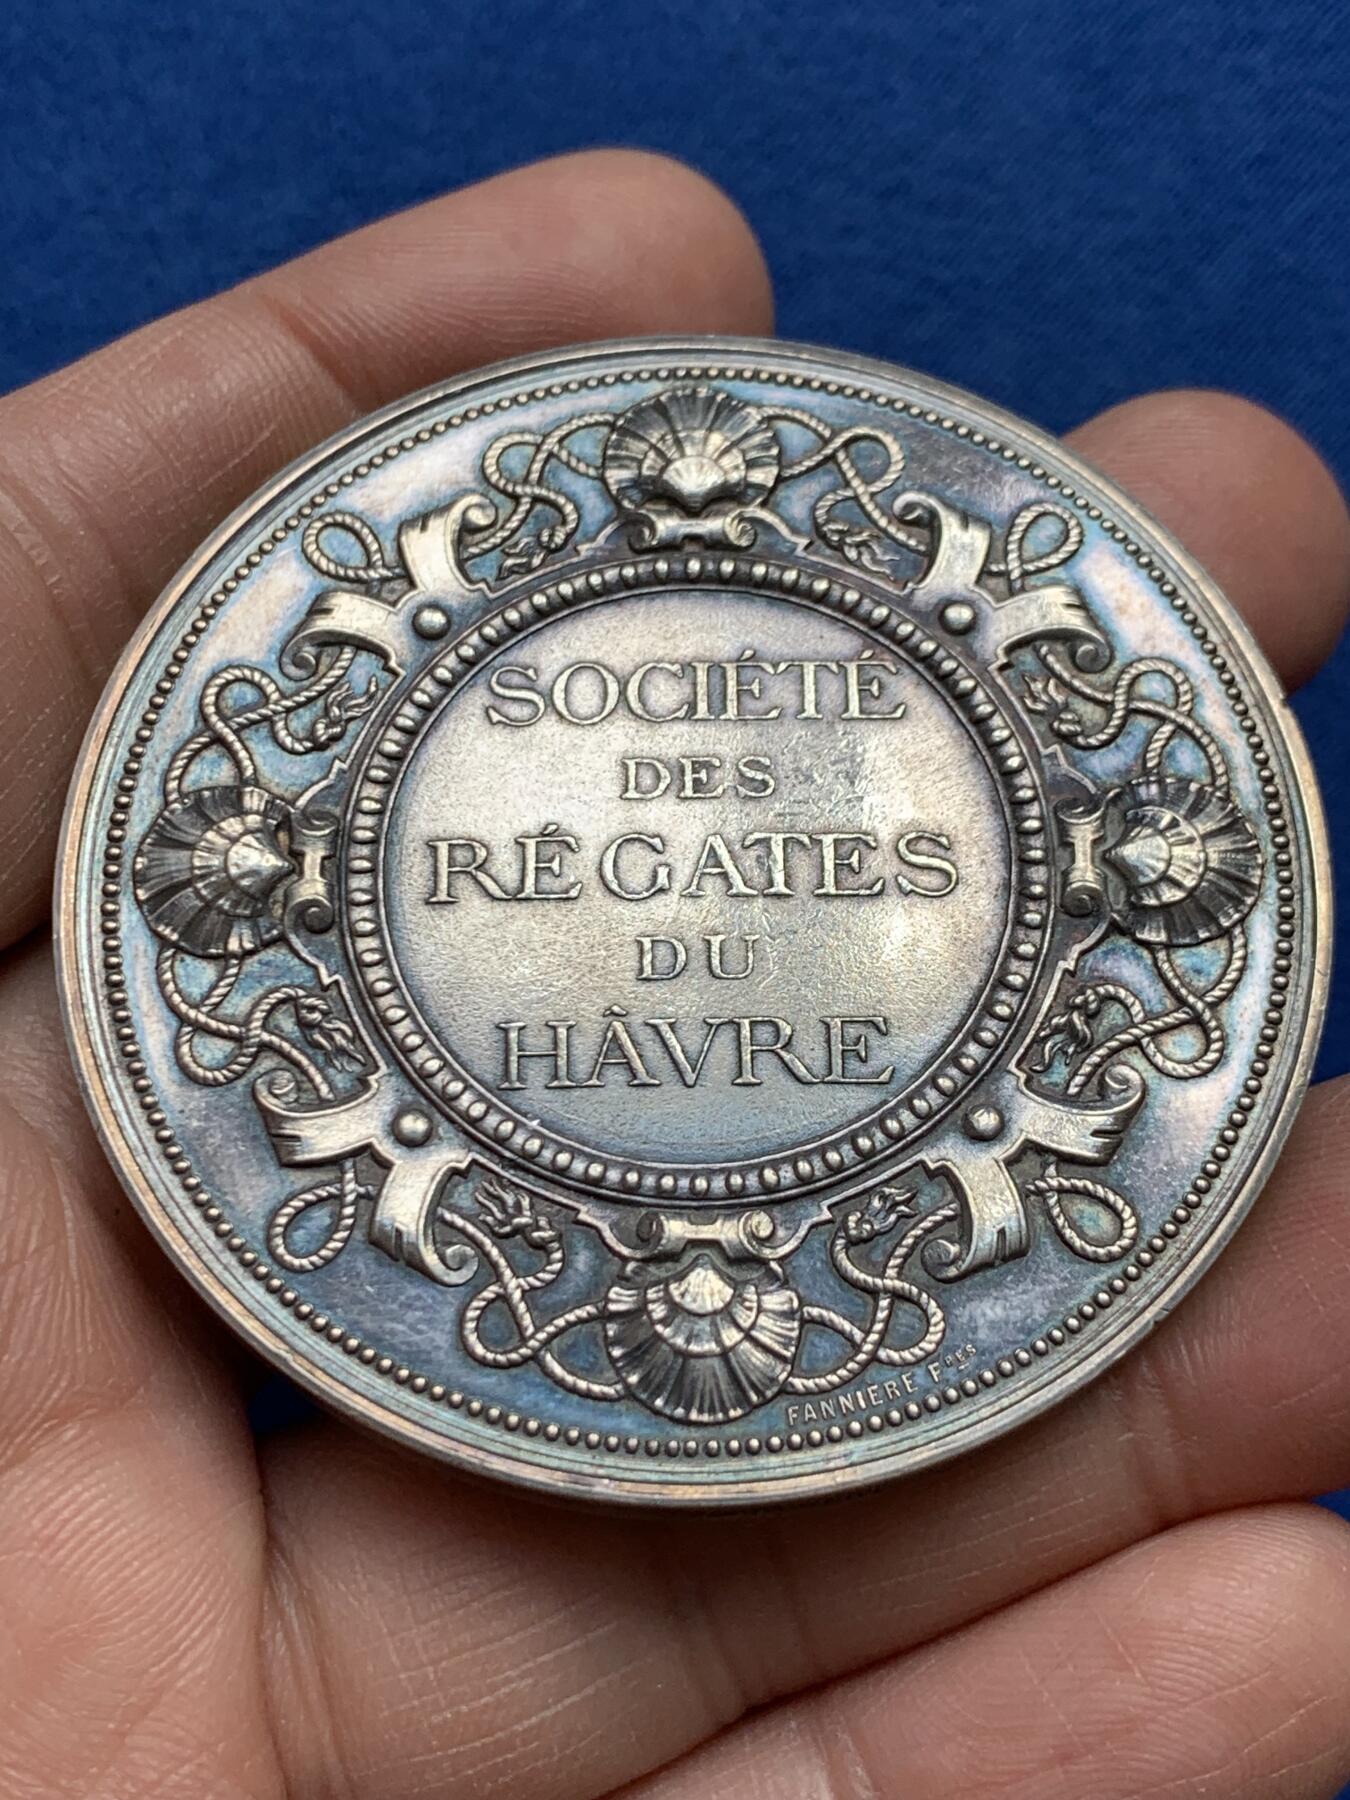 SOCIÉTÉ
DES
RÉGATES
DU
HÂVRE
FANNIERE FRES